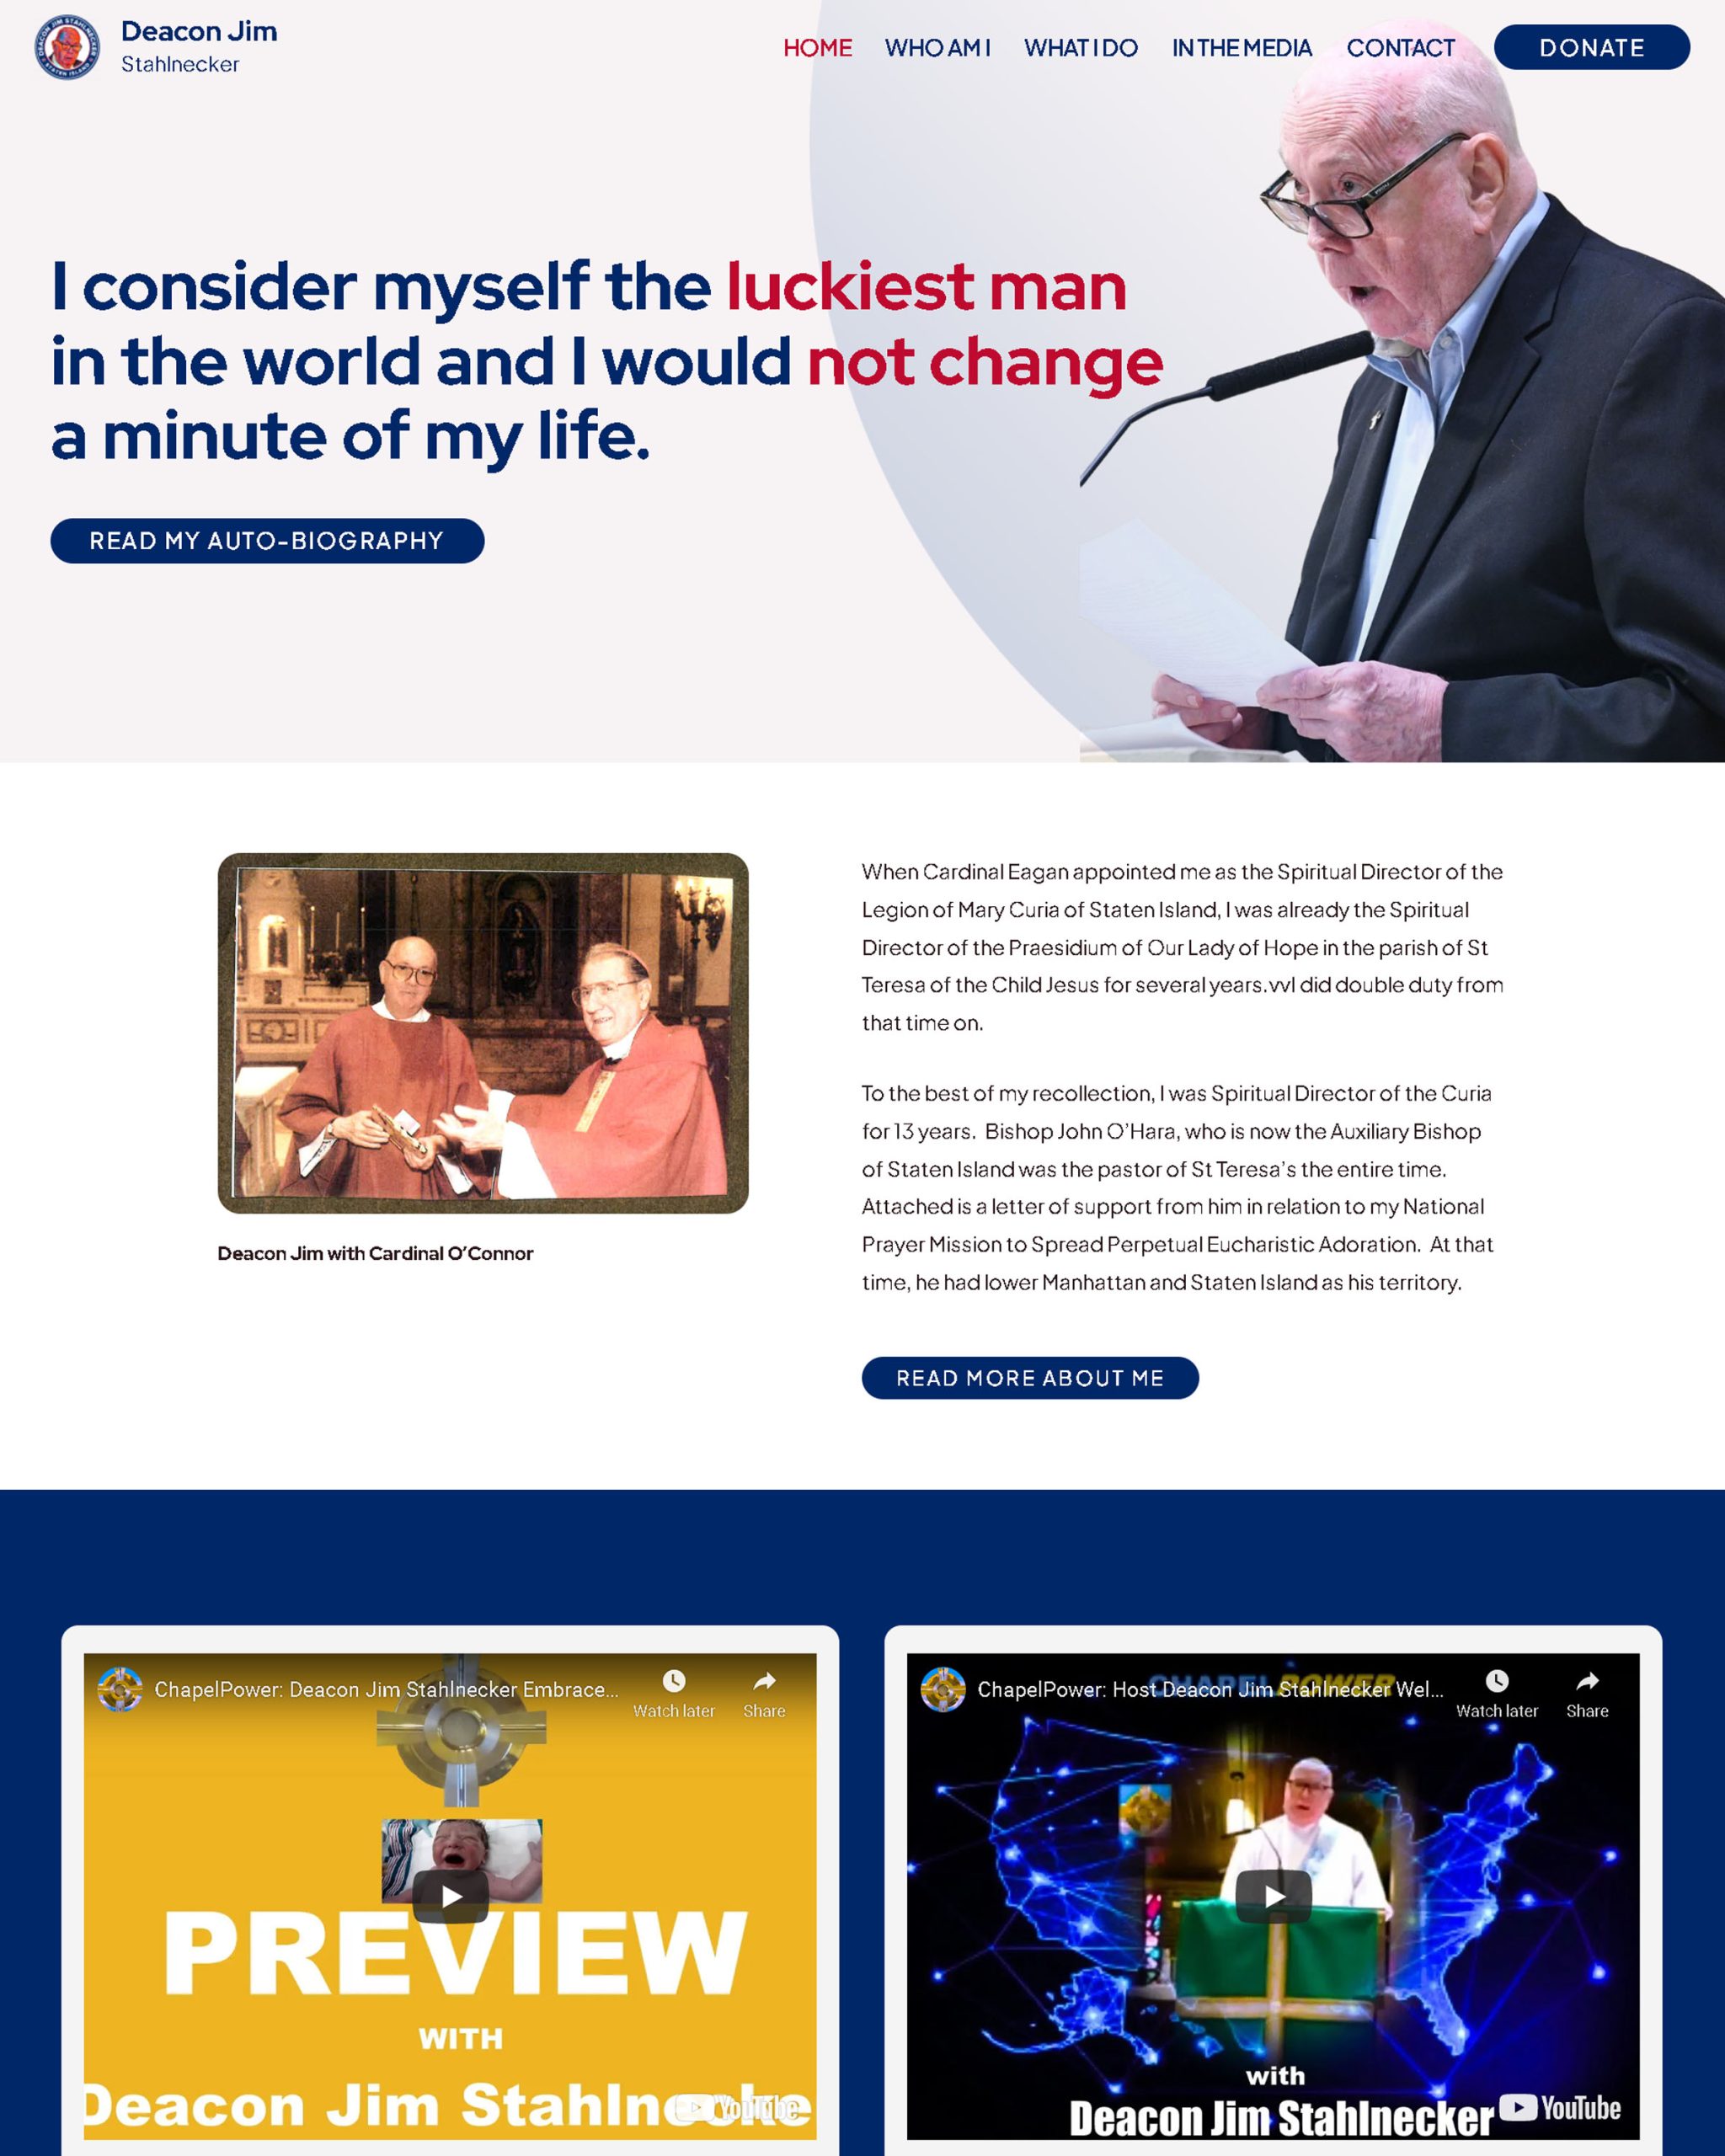 Deacon Jim
Stahlnecker
HOME
WHO AM I
WHAT I DO
IN THE MEDIA
CONTACT
DONATE
I consider myself the luckiest man
in the world and I would not change
a minute of my life.
READ MY AUTO-BIOGRAPHY
When Cardinal Eagan appointed me as the Spiritual Director of the
Legion of Mary Curia of Staten Island, I was already the Spiritual
Director of the Praesidium of Our Lady of Hope in the parish of St
Teresa of the Child Jesus for several years.vvI did double duty from
that time on.
Deacon Jim with Cardinal O’Connor
To the best of my recollection, I was Spiritual Director of the Curia
for 13 years. Bishop John O’Hara, who is now the Auxiliary Bishop
of Staten Island was the pastor of St Teresa’s the entire time.
Attached is a letter of support from him in relation to my National
Prayer Mission to Spread Perpetual Eucharistic Adoration. At that
time, he had lower Manhattan and Staten Island as his territory.
READ MORE ABOUT ME
ChapelPower: Deacon Jim Stahlnecker Embrace...
Watch later
Share
PREVIEW
WITH
Deacon Jim Stahlnecke
YouTube
CHAPEL POWER
ChapelPower: Host Deacon Jim Stahlnecker Wel...
Watch later
Share
with
Deacon Jim Stahlnecker
YouTube